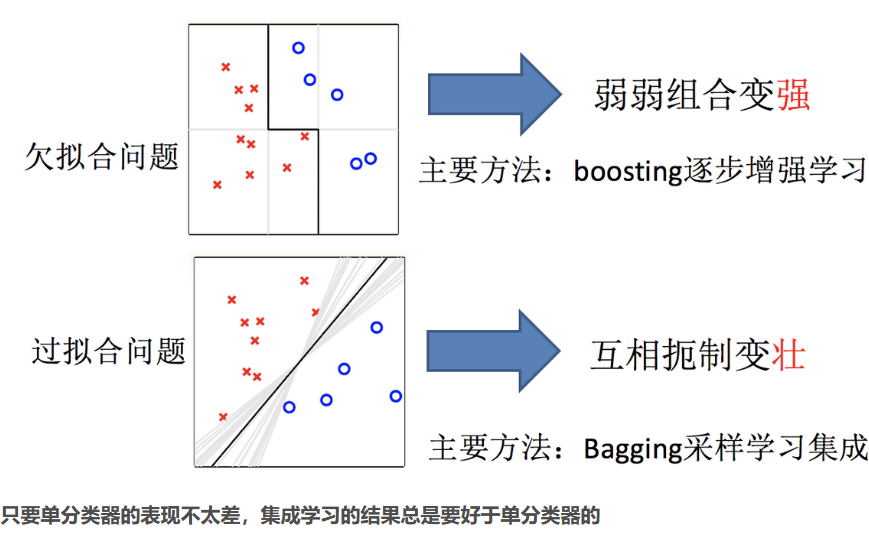 弱弱组合变强
欠拟合问题
主要方法：boosting逐步增强学习
过拟合问题
互相扼制变壮
主要方法：Bagging采样学习集成
只要单分类器的表现不太差，集成学习的结果总是要好于单分类器的